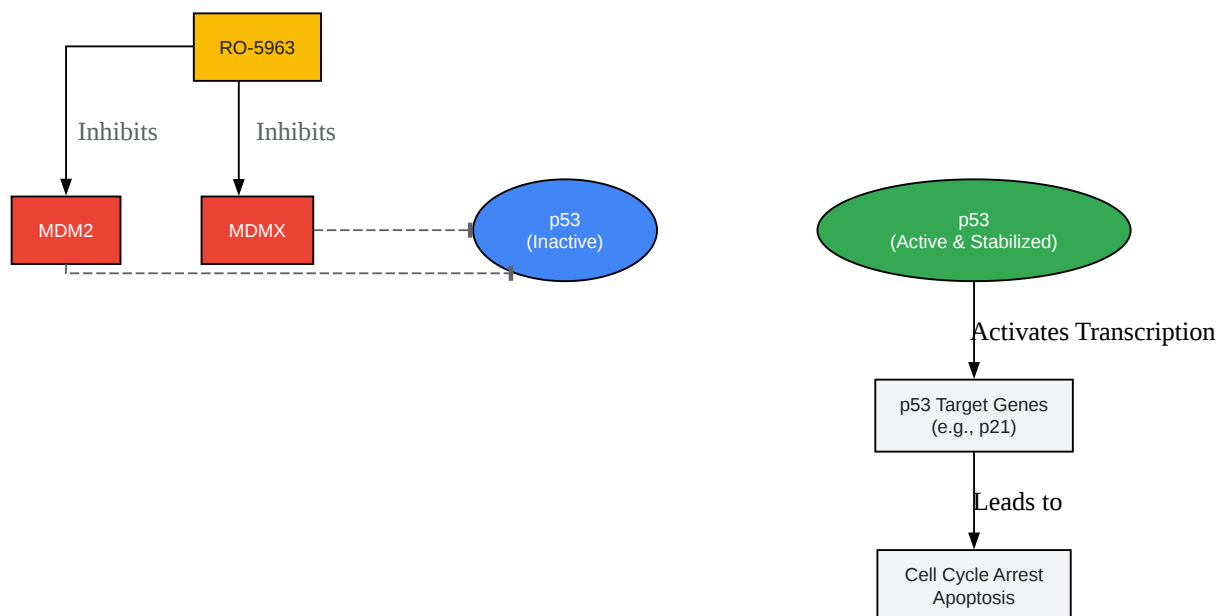 RO-5963
Inhibits
Inhibits
MDM2
MDMX
p53
(Inactive)
p53
(Active & Stabilized)
Activates Transcription
p53 Target Genes
(e.g., p21)
Leads to
Cell Cycle Arrest
Apoptosis